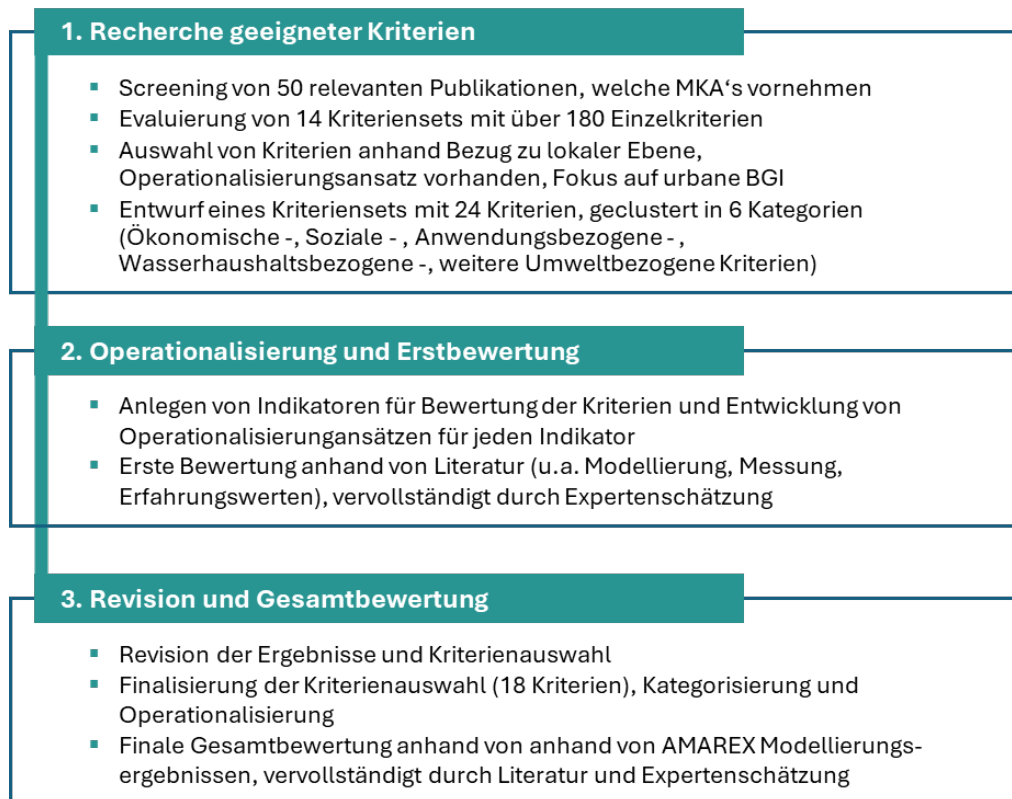 1. Recherche geeigneter Kriterien
▪ Screening von 50 relevanten Publikationen, welche MKA‘s vornehmen
▪ Evaluierung von 14 Kriteriensets mit über 180 Einzelkriterien
▪ Auswahl von Kriterien anhand Bezug zu lokaler Ebene,
Operationalisierungsansatz vorhanden, Fokus auf urbane BGI
▪ Entwurf eines Kriteriensets mit 24 Kriterien, geclustert in 6 Kategorien
(Ökonomische -, Soziale - , Anwendungsbezogene - ,
Wasserhaushaltsbezogene -, weitere Umweltbezogene Kriterien)
2. Operationalisierung und Erstbewertung
▪ Anlegen von Indikatoren für Bewertung der Kriterien und Entwicklung von
Operationalisierungansätzen für jeden Indikator
▪ Erste Bewertung anhand von Literatur (u.a. Modellierung, Messung,
Erfahrungswerten), vervollständigt durch Expertenschätzung
3. Revision und Gesamtbewertung
▪ Revision der Ergebnisse und Kriterienauswahl
▪ Finalisierung der Kriterienauswahl (18 Kriterien), Kategorisierung und
Operationalisierung
▪ Finale Gesamtbewertung anhand von anhand von AMAREX Modellierungs-
ergebnissen, vervollständigt durch Literatur und Expertenschätzung